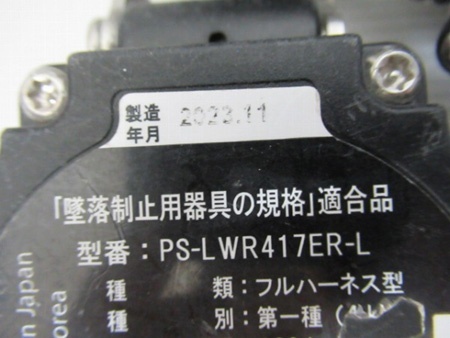 製造
年月 2023.11
「墜落制止用器具の規格」適合品
型番：PS-LWR417ER-L
種　　類：フルハーネス型
種　　別：第一種（
n Japan
orea